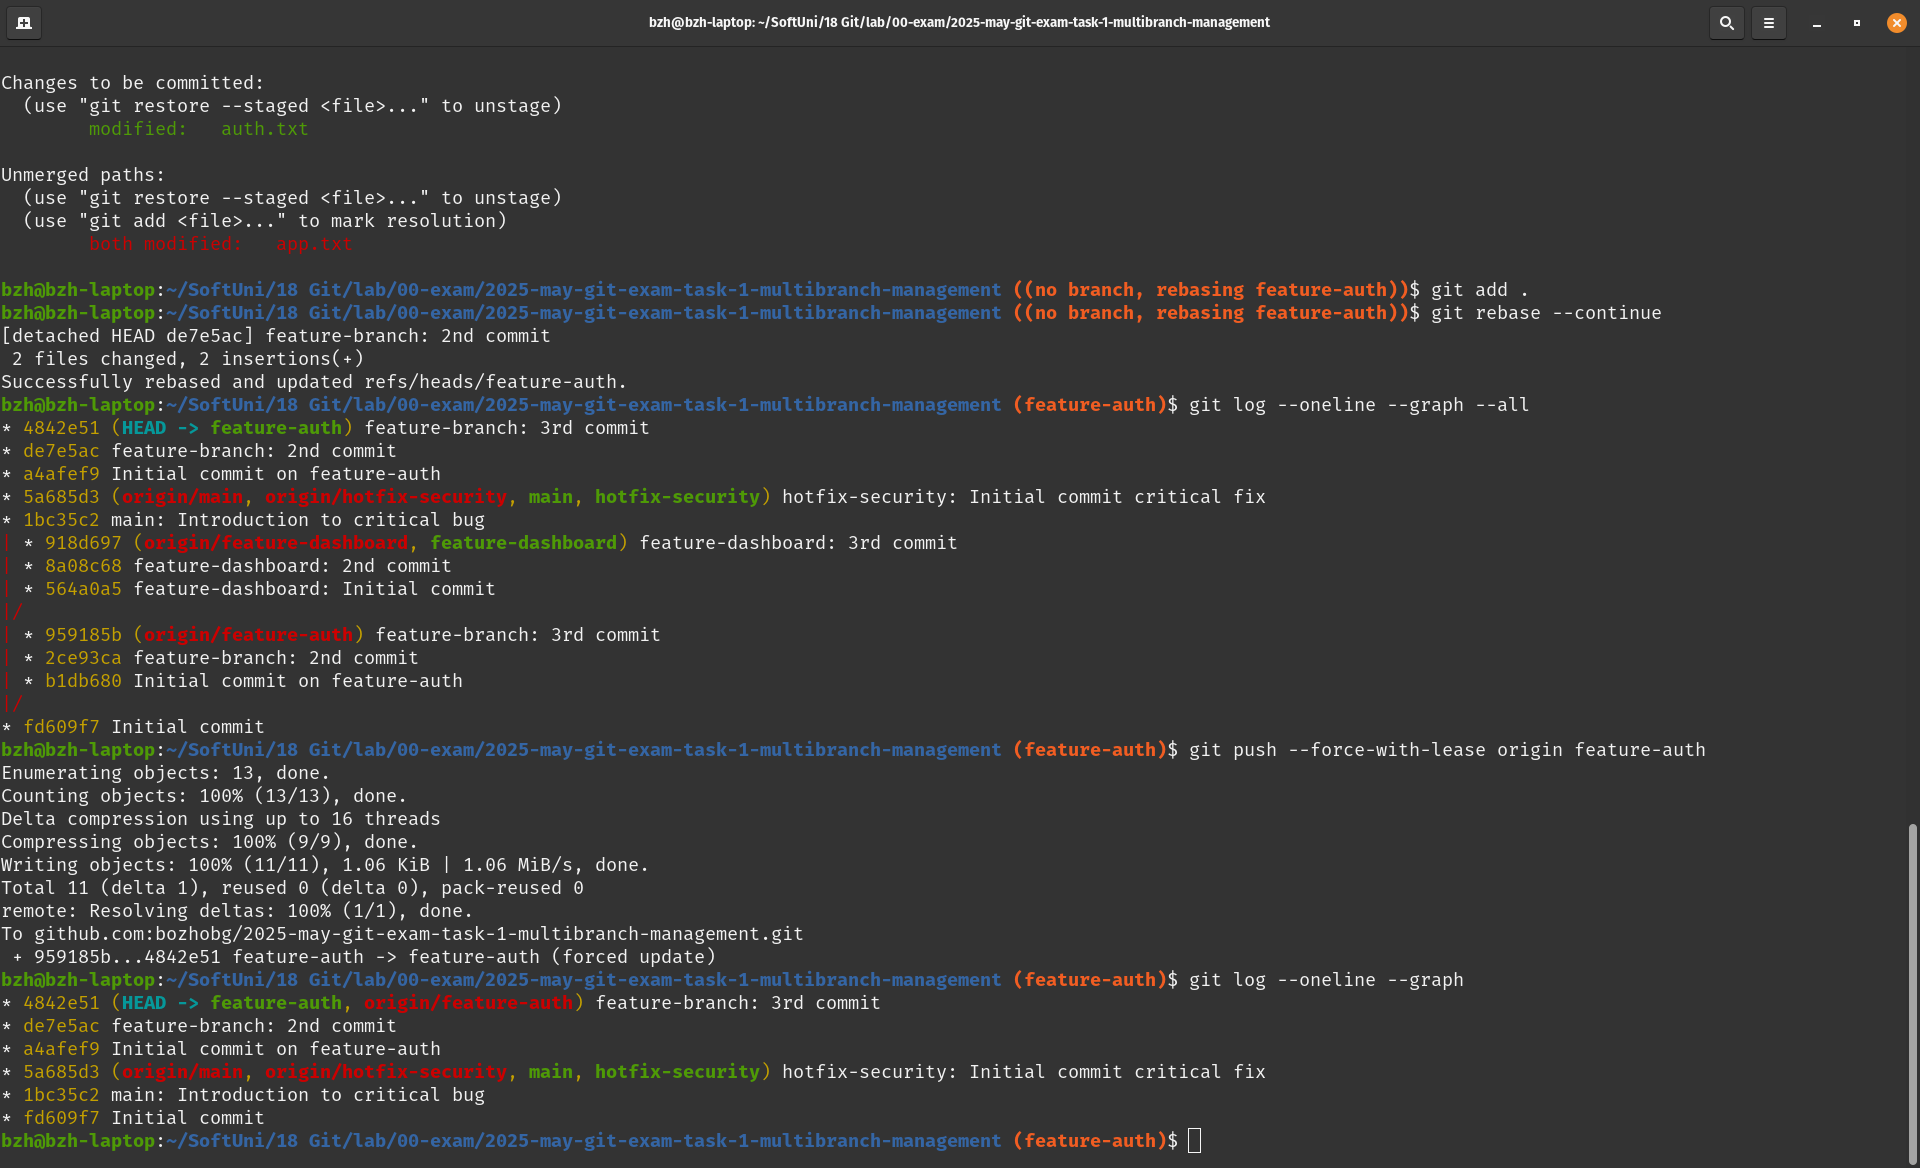 bzh@bzh-laptop: ~/SoftUni/18 Git/lab/00-exam/2025-may-git-exam-task-1-multibranch-management
Changes to be committed:
  (use "git restore --staged <file>..." to unstage)
        modified:   auth.txt
Unmerged paths:
  (use "git restore --staged <file>..." to unstage)
  (use "git add <file>..." to mark resolution)
        both modified:   app.txt
bzh@bzh-laptop:~/SoftUni/18 Git/lab/00-exam/2025-may-git-exam-task-1-multibranch-management ((no branch, rebasing feature-auth))$ git add .
bzh@bzh-laptop:~/SoftUni/18 Git/lab/00-exam/2025-may-git-exam-task-1-multibranch-management ((no branch, rebasing feature-auth))$ git rebase --continue
[detached HEAD de7e5ac] feature-branch: 2nd commit
 2 files changed, 2 insertions(+)
Successfully rebased and updated refs/heads/feature-auth.
bzh@bzh-laptop:~/SoftUni/18 Git/lab/00-exam/2025-may-git-exam-task-1-multibranch-management (feature-auth)$ git log --oneline --graph --all
* 4842e51 (HEAD -> feature-auth) feature-branch: 3rd commit
* de7e5ac feature-branch: 2nd commit
* a4afef9 Initial commit on feature-auth
* 5a685d3 (origin/main, origin/hotfix-security, main, hotfix-security) hotfix-security: Initial commit critical fix
* 1bc35c2 main: Introduction to critical bug
| * 918d697 (origin/feature-dashboard, feature-dashboard) feature-dashboard: 3rd commit
| * 8a08c68 feature-dashboard: 2nd commit
| * 564a0a5 feature-dashboard: Initial commit
|/
| * 959185b (origin/feature-auth) feature-branch: 3rd commit
| * 2ce93ca feature-branch: 2nd commit
| * b1db680 Initial commit on feature-auth
|/
* fd609f7 Initial commit
bzh@bzh-laptop:~/SoftUni/18 Git/lab/00-exam/2025-may-git-exam-task-1-multibranch-management (feature-auth)$ git push --force-with-lease origin feature-auth
Enumerating objects: 13, done.
Counting objects: 100% (13/13), done.
Delta compression using up to 16 threads
Compressing objects: 100% (9/9), done.
Writing objects: 100% (11/11), 1.06 KiB | 1.06 MiB/s, done.
Total 11 (delta 1), reused 0 (delta 0), pack-reused 0
remote: Resolving deltas: 100% (1/1), done.
To github.com:bozhobg/2025-may-git-exam-task-1-multibranch-management.git
 + 959185b...4842e51 feature-auth -> feature-auth (forced update)
bzh@bzh-laptop:~/SoftUni/18 Git/lab/00-exam/2025-may-git-exam-task-1-multibranch-management (feature-auth)$ git log --oneline --graph
* 4842e51 (HEAD -> feature-auth, origin/feature-auth) feature-branch: 3rd commit
* de7e5ac feature-branch: 2nd commit
* a4afef9 Initial commit on feature-auth
* 5a685d3 (origin/main, origin/hotfix-security, main, hotfix-security) hotfix-security: Initial commit critical fix
* 1bc35c2 main: Introduction to critical bug
* fd609f7 Initial commit
bzh@bzh-laptop:~/SoftUni/18 Git/lab/00-exam/2025-may-git-exam-task-1-multibranch-management (feature-auth)$